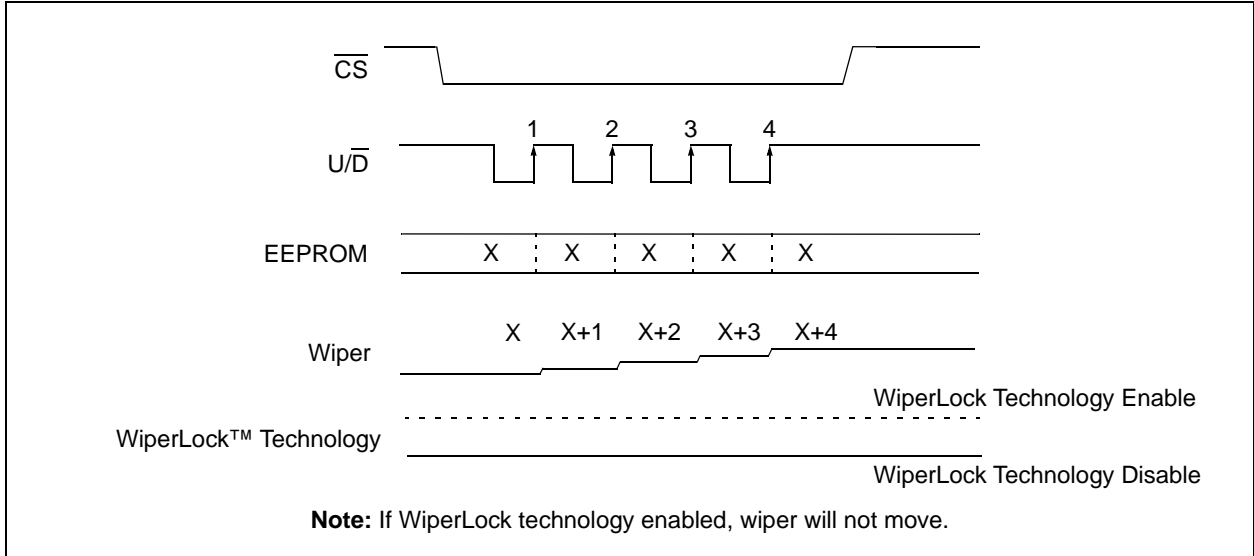 C̅S̅
1 2 3 4
U/D̅
EEPROM X X X X X
X X+1 X+2 X+3 X+4
Wiper
WiperLock Technology Enable
WiperLock™ Technology
WiperLock Technology Disable
Note: If WiperLock technology enabled, wiper will not move.